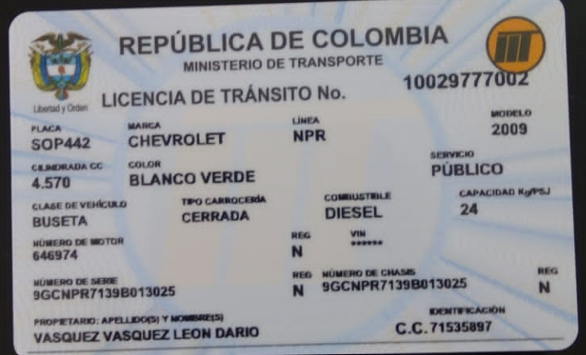 REPÚBLICA DE COLOMBIA
MINISTERIO DE TRANSPORTE
Libertad y Orden
LICENCIA DE TRÁNSITO No. 10029777002
PLACA MARCA LÍNEA MODELO
SOP442 CHEVROLET NPR 2009
CILINDRADA CC COLOR SERVICIO
4.570 BLANCO VERDE PÚBLICO
CLASE DE VEHÍCULO TIPO CARROCERÍA COMBUSTIBLE CAPACIDAD Kg/PSJ
BUSETA CERRADA DIESEL 24
NÚMERO DE MOTOR REG VIN
646974 N ******
NÚMERO DE SERIE REG NÚMERO DE CHASIS REG
9GCNPR7139B013025 N 9GCNPR7139B013025 N
PROPIETARIO: APELLIDO(S) Y NOMBRE(S) IDENTIFICACIÓN
VASQUEZ VASQUEZ LEON DARIO C.C. 71535897